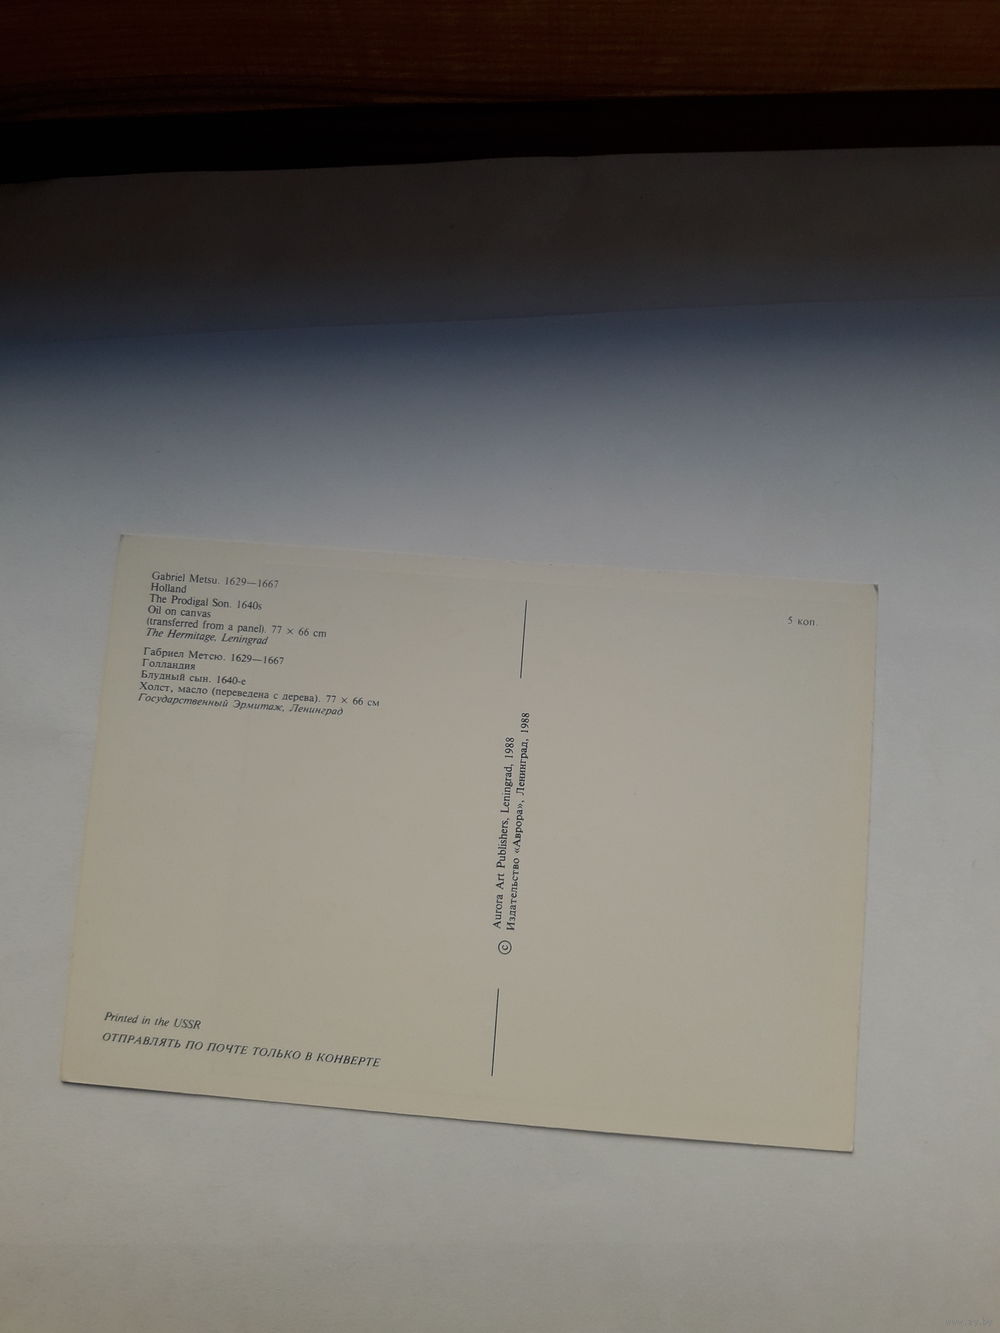 Gabriel Metsu. 1629—1667
Holland
The Prodigal Son. 1640s
Oil on canvas
(transferred from a panel). 77 × 66 cm
The Hermitage, Leningrad
Габриел Метсю. 1629—1667
Голландия
Блудный сын. 1640-е
Холст, масло (переведена с дерева). 77 × 66 см
Государственный Эрмитаж, Ленинград
Printed in the USSR
ОТПРАВЛЯТЬ ПО ПОЧТЕ ТОЛЬКО В КОНВЕРТЕ
© Aurora Art Publishers, Leningrad, 1988
Издательство «Аврора», Ленинград, 1988
5 коп.